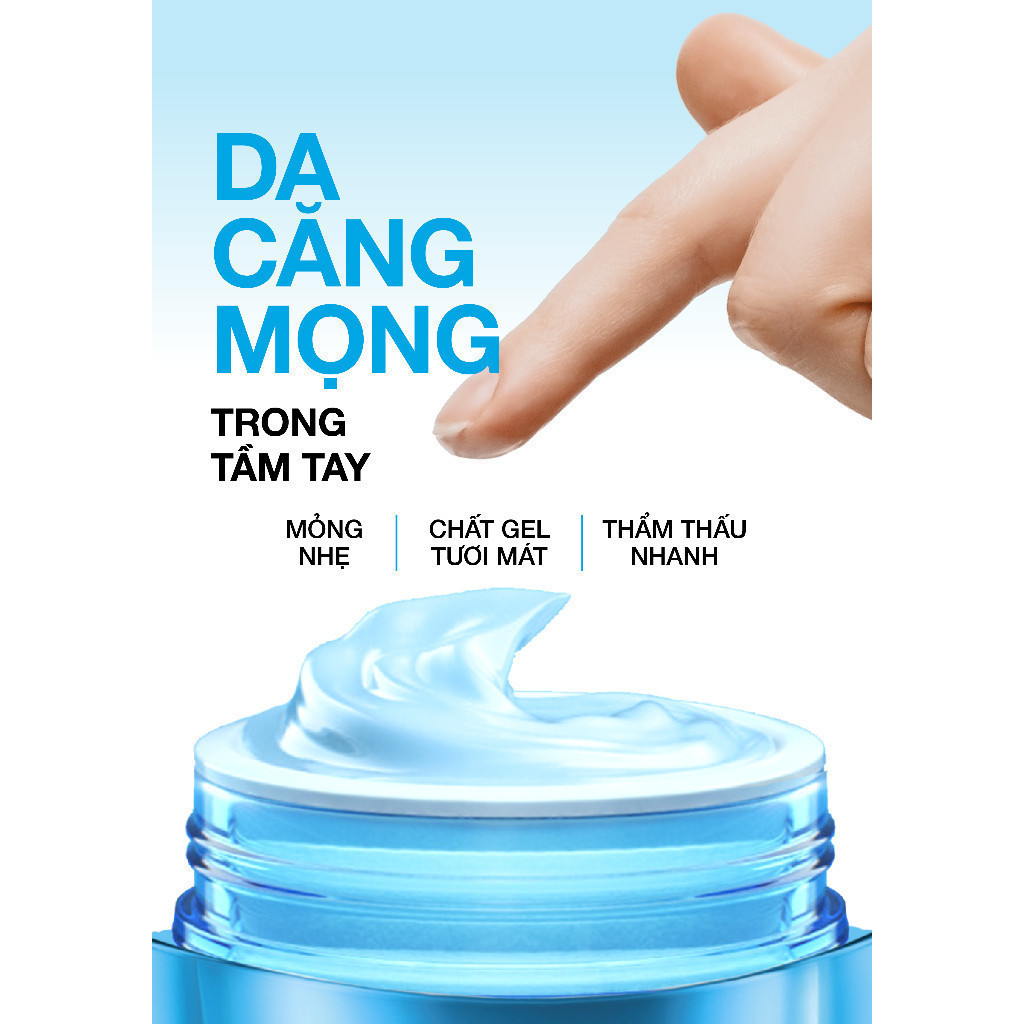 DA
CĂNG
MỌNG
TRONG
TẦM TAY
MỎNG
NHẸ
CHẤT GEL
TƯƠI MÁT
THẨM THẤU
NHANH